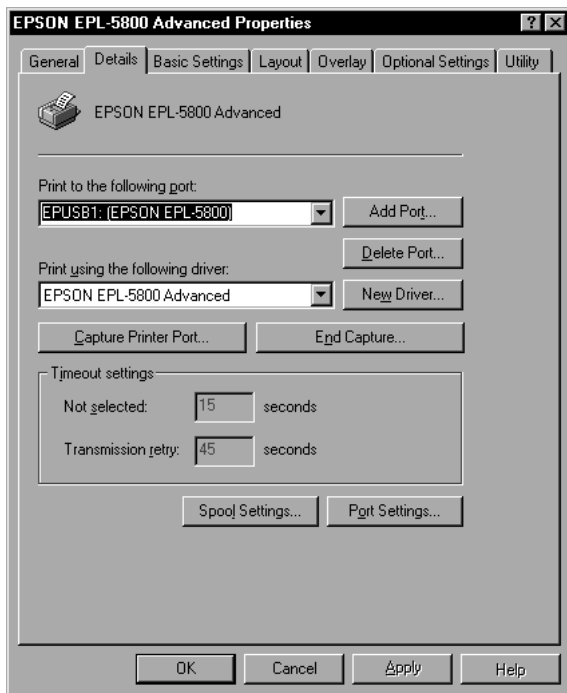 EPSON EPL-5800 Advanced Properties
General Details Basic Settings Layout Overlay Optional Settings Utility
EPSON EPL-5800 Advanced
Print to the following port:
EPUSB1: (EPSON EPL-5800) Add Port...
Delete Port...
Print using the following driver:
EPSON EPL-5800 Advanced New Driver...
Capture Printer Port... End Capture...
Timeout settings
Not selected: 15 seconds
Transmission retry: 45 seconds
Spool Settings... Port Settings...
OK Cancel Apply Help